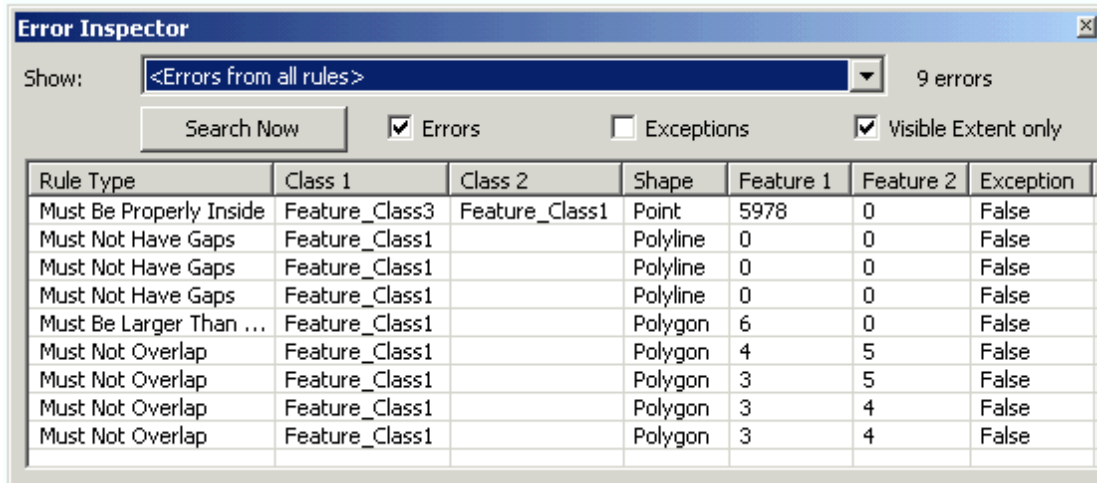 Error Inspector
Show: <Errors from all rules> 9 errors
Search Now Errors Exceptions Visible Extent only
Rule Type Class 1 Class 2 Shape Feature 1 Feature 2 Exception
Must Be Properly Inside Feature_Class3 Feature_Class1 Point 5978 0 False
Must Not Have Gaps Feature_Class1 Polyline 0 0 False
Must Not Have Gaps Feature_Class1 Polyline 0 0 False
Must Not Have Gaps Feature_Class1 Polyline 0 0 False
Must Be Larger Than ... Feature_Class1 Polygon 6 0 False
Must Not Overlap Feature_Class1 Polygon 4 5 False
Must Not Overlap Feature_Class1 Polygon 3 5 False
Must Not Overlap Feature_Class1 Polygon 3 4 False
Must Not Overlap Feature_Class1 Polygon 3 4 False